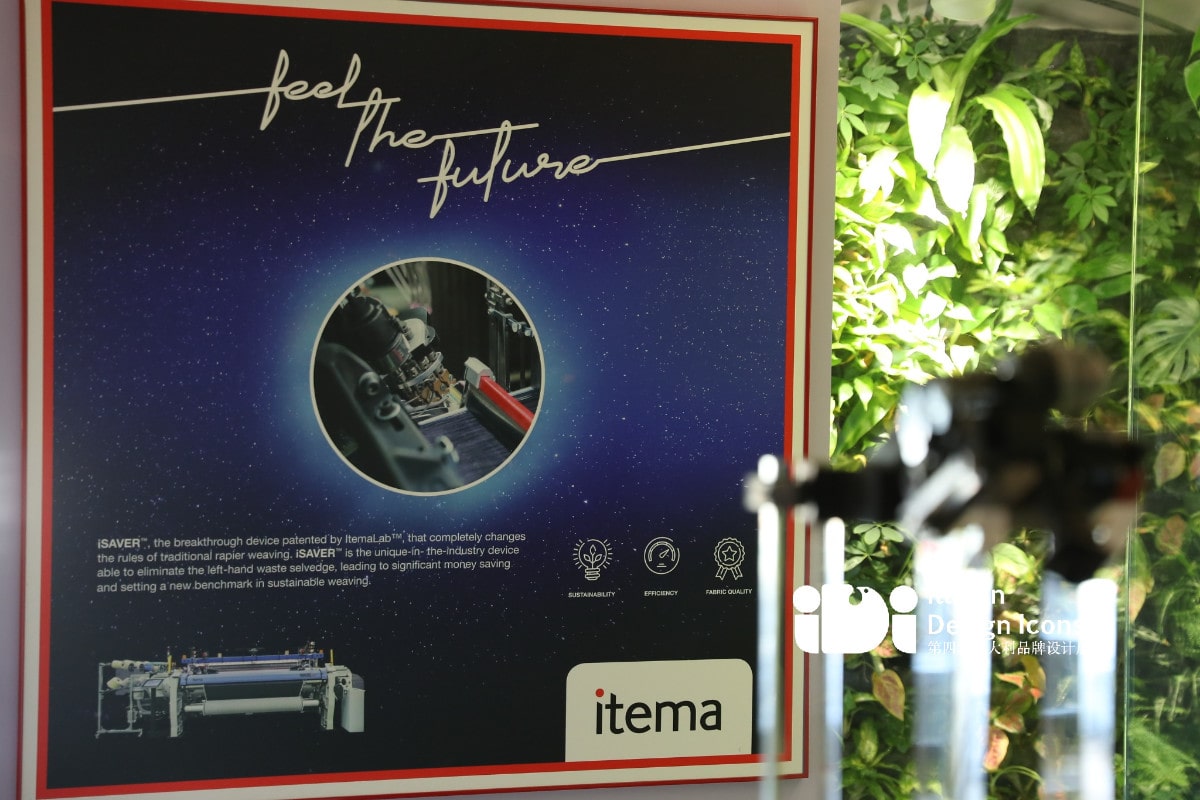 feel
the
future
iSAVER™, the breakthrough device patented by ItemaLab™, that completely changes
the rules of traditional rapier weaving. iSAVER™ is the unique-in- the-industry device
able to eliminate the left-hand waste selvedge, leading to significant money saving
and setting a new benchmark in sustainable weaving.
SUSTAINABILITY
EFFICIENCY
FABRIC QUALITY
itema
iDi
Design Icons